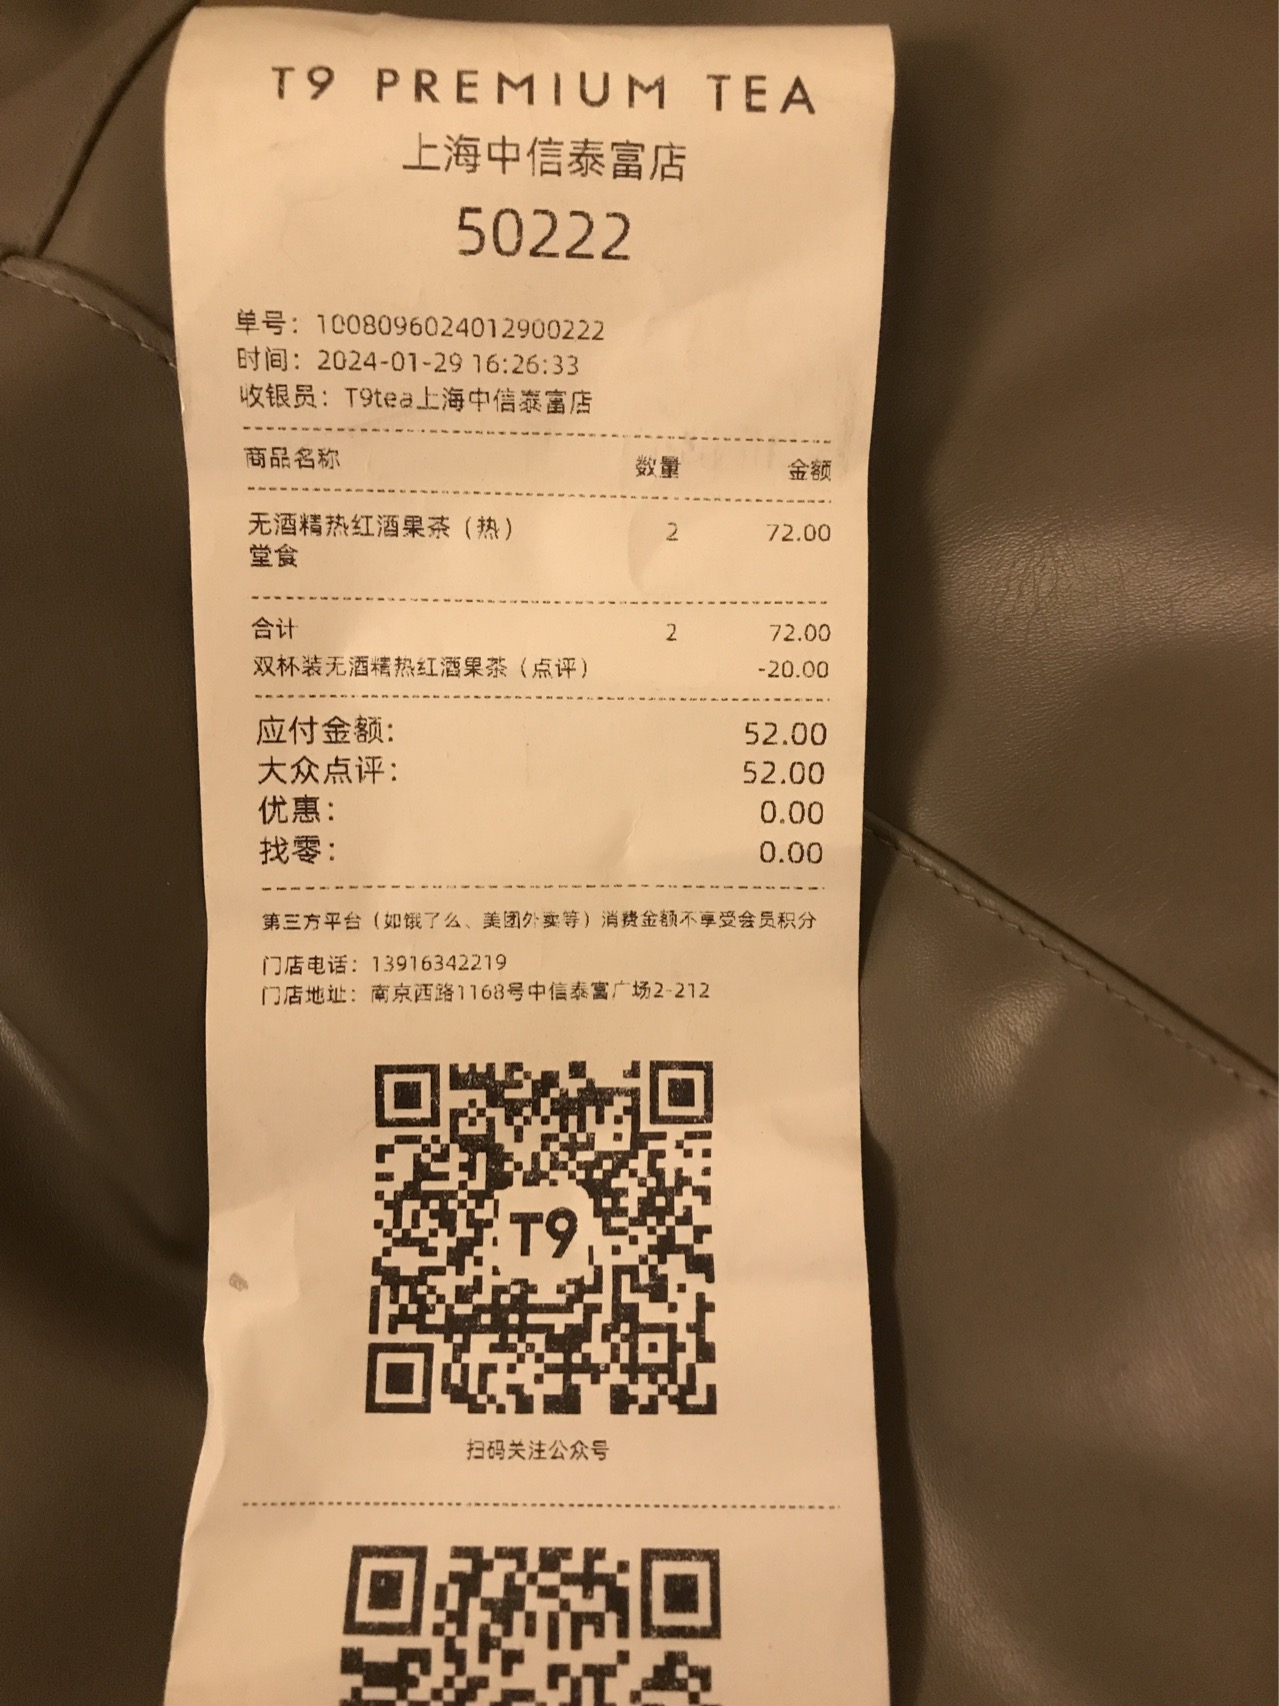 T9 PREMIUM TEA
上海中信泰富店
50222
单号：1008096024012900222
时间：2024-01-29 16:26:33
收银员：T9tea上海中信泰富店
商品名称 数量 金额
无酒精热红酒果茶（热） 2 72.00
堂食
合计 2 72.00
双杯装无酒精热红酒果茶（点评） -20.00
应付金额: 52.00
大众点评: 52.00
优惠: 0.00
找零: 0.00
第三方平台（如饿了么、美团外卖等）消费金额不享受会员积分
门店电话：13916342219
门店地址：南京西路1168号中信泰富广场2-212
T9
扫码关注公众号